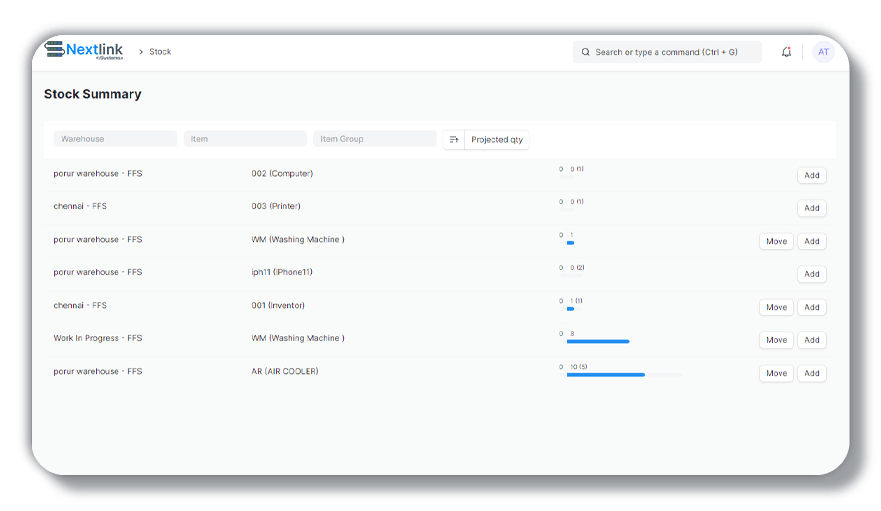 Nextlink
</Systems>
> Stock
Search or type a command (Ctrl + G)
AT
Stock Summary
Warehouse Item Item Group Projected qty
porur warehouse - FFS 002 (Computer) 0 0 (1) Add
chennai - FFS 003 (Printer) 0 0 (1) Add
porur warehouse - FFS WM (Washing Machine ) 0 1 Move Add
porur warehouse - FFS iph11 (iPhone11) 0 0 (2) Add
chennai - FFS 001 (Inventor) 0 1 (1) Move Add
Work In Progress - FFS WM (Washing Machine ) 0 8 Move Add
porur warehouse - FFS AR (AIR COOLER) 0 10 (5) Move Add